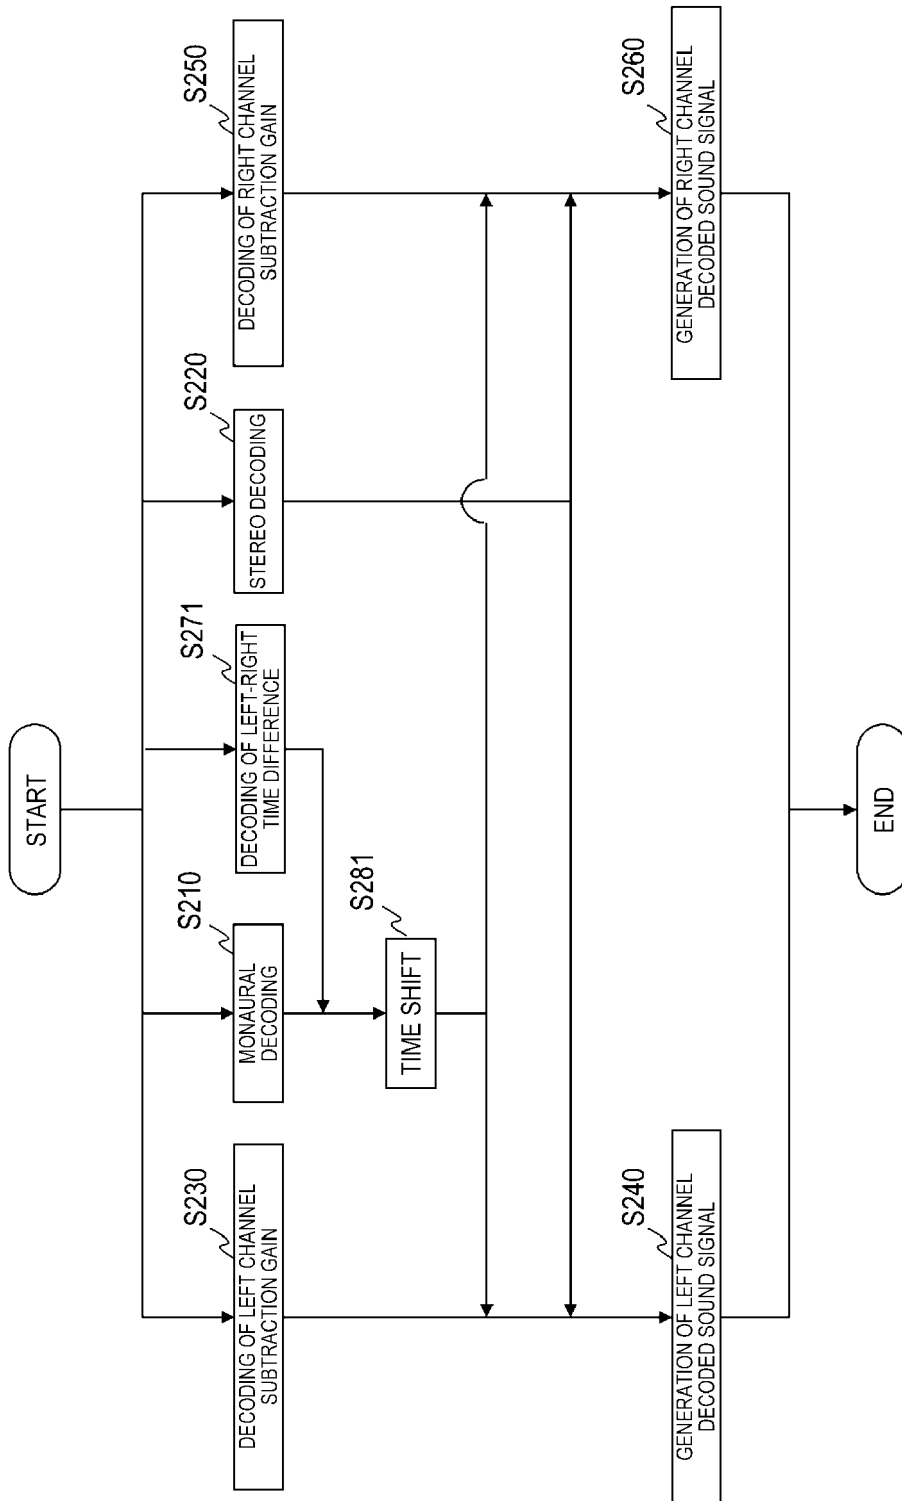 START
S230
DECODING OF LEFT CHANNEL
SUBTRACTION GAIN
S210
MONAURAL
DECODING
S271
DECODING OF LEFT-RIGHT
TIME DIFFERENCE
S220
STEREO DECODING
S250
DECODING OF RIGHT CHANNEL
SUBTRACTION GAIN
S281
TIME SHIFT
S240
GENERATION OF LEFT CHANNEL
DECODED SOUND SIGNAL
S260
GENERATION OF RIGHT CHANNEL
DECODED SOUND SIGNAL
END